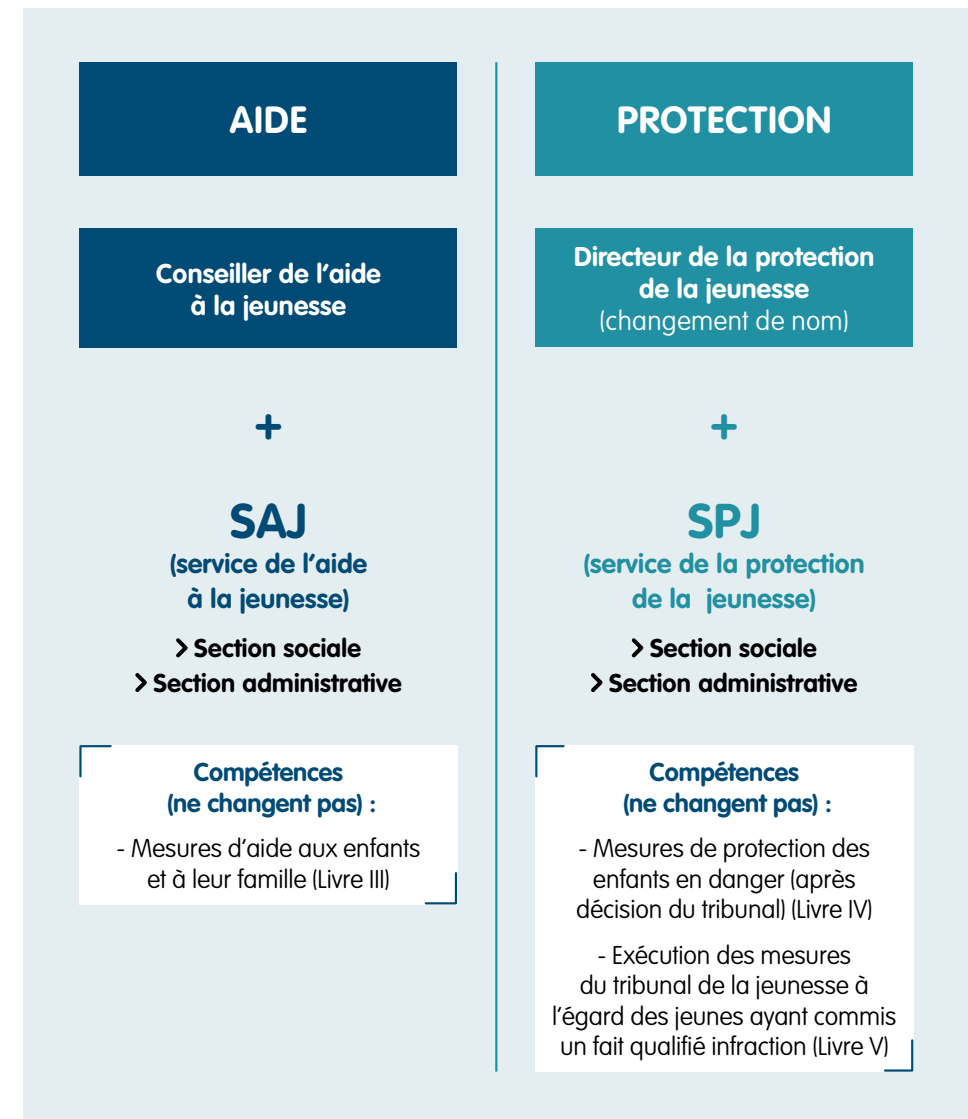 AIDE
Conseiller de l'aide
à la jeunesse
+
SAJ
(service de l'aide
à la jeunesse)
> Section sociale
> Section administrative
Compétences
(ne changent pas) :
- Mesures d'aide aux enfants
et à leur famille (Livre III)
PROTECTION
Directeur de la protection
de la jeunesse
(changement de nom)
+
SPJ
(service de la protection
de la jeunesse)
> Section sociale
> Section administrative
Compétences
(ne changent pas) :
- Mesures de protection des
enfants en danger (après
décision du tribunal) (Livre IV)
- Exécution des mesures
du tribunal de la jeunesse à
l'égard des jeunes ayant commis
un fait qualifié infraction (Livre V)